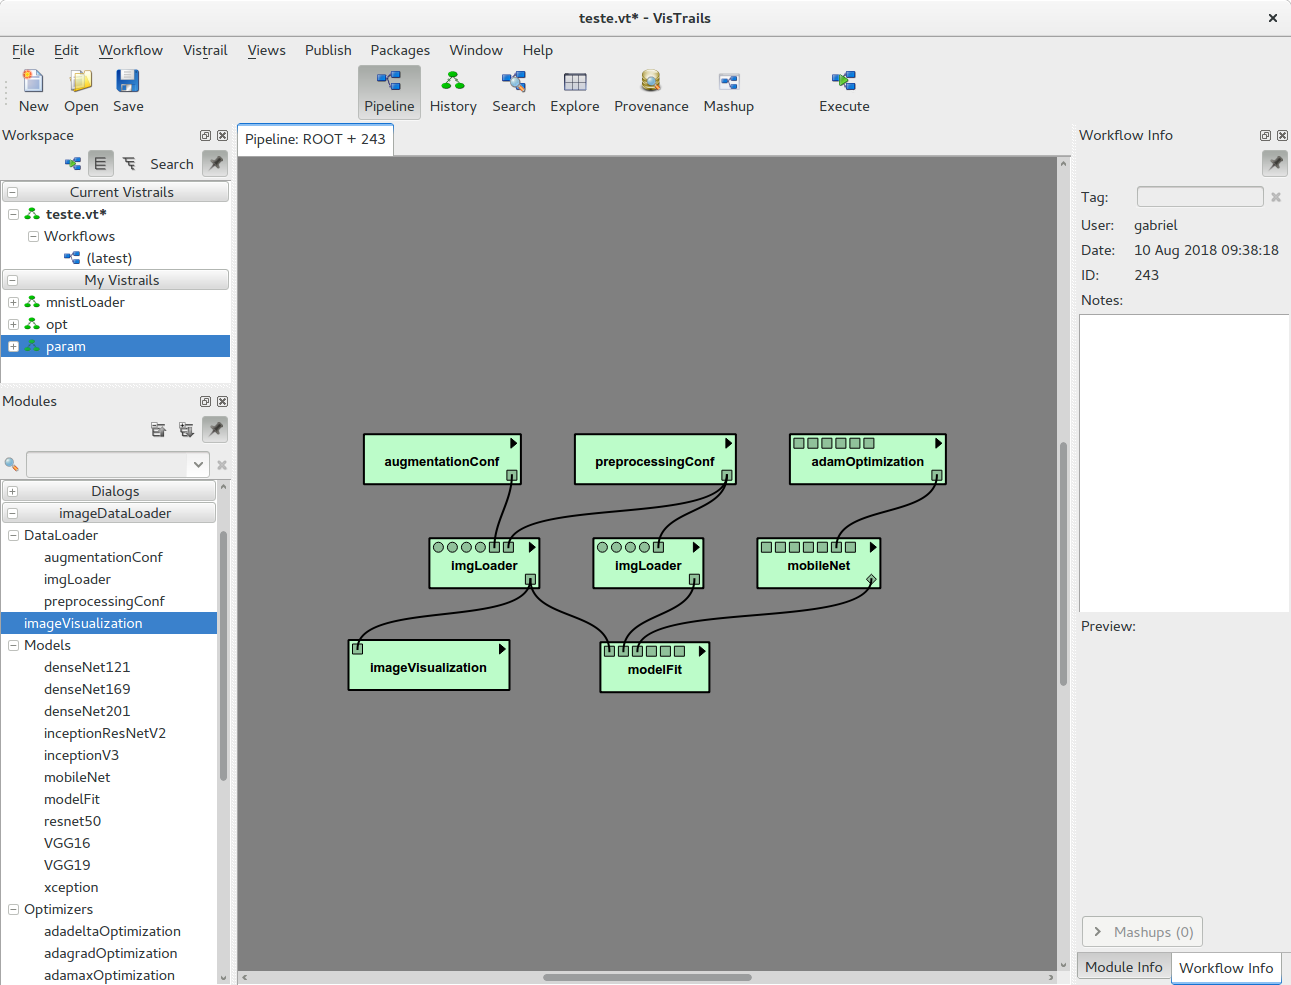 teste.vt* - VisTrails
File Edit Workflow Vistrail Views Publish Packages Window Help
New Open Save Pipeline History Search Explore Provenance Mashup Execute
Workspace
Search
Current Vistrails
teste.vt*
Workflows
(latest)
My Vistrails
mnistLoader
opt
param
Modules
Dialogs
imageDataLoader
DataLoader
augmentationConf
imgLoader
preprocessingConf
imageVisualization
Models
denseNet121
denseNet169
denseNet201
inceptionResNetV2
inceptionV3
mobileNet
modelFit
resnet50
VGG16
VGG19
xception
Optimizers
adadeltaOptimization
adagradOptimization
adamaxOptimization
Pipeline: ROOT + 243
augmentationConf preprocessingConf adamOptimization
imgLoader imgLoader mobileNet
imageVisualization modelFit
Workflow Info
Tag:
User: gabriel
Date: 10 Aug 2018 09:38:18
ID: 243
Notes:
Preview:
Mashups (0)
Module Info Workflow Info